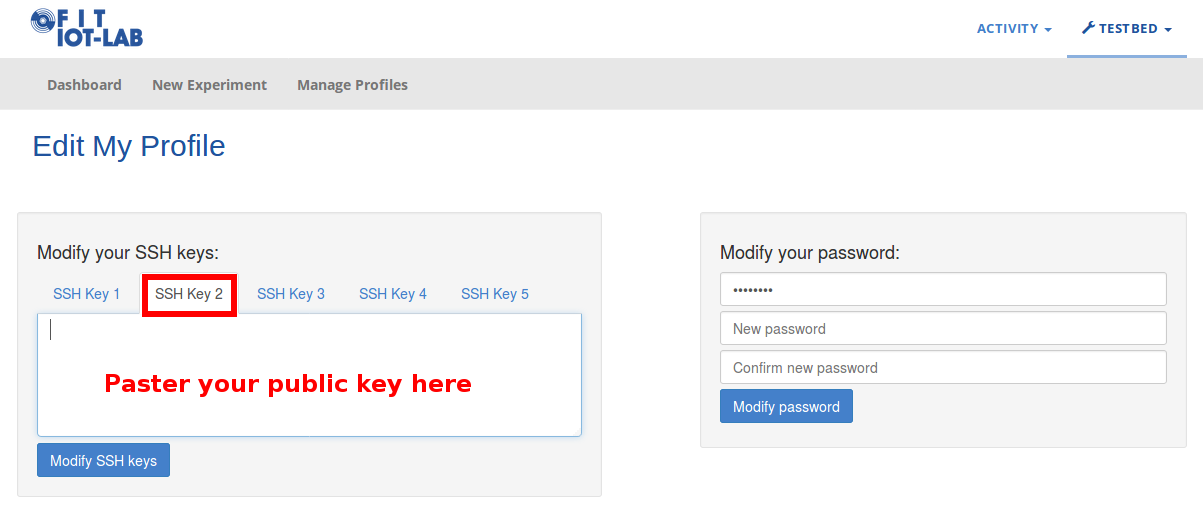 FIT
IOT-LAB
ACTIVITY
TESTBED
Dashboard New Experiment Manage Profiles
Edit My Profile
Modify your SSH keys:
SSH Key 1 SSH Key 2 SSH Key 3 SSH Key 4 SSH Key 5
Paster your public key here
Modify SSH keys
Modify your password:
••••••••
New password
Confirm new password
Modify password